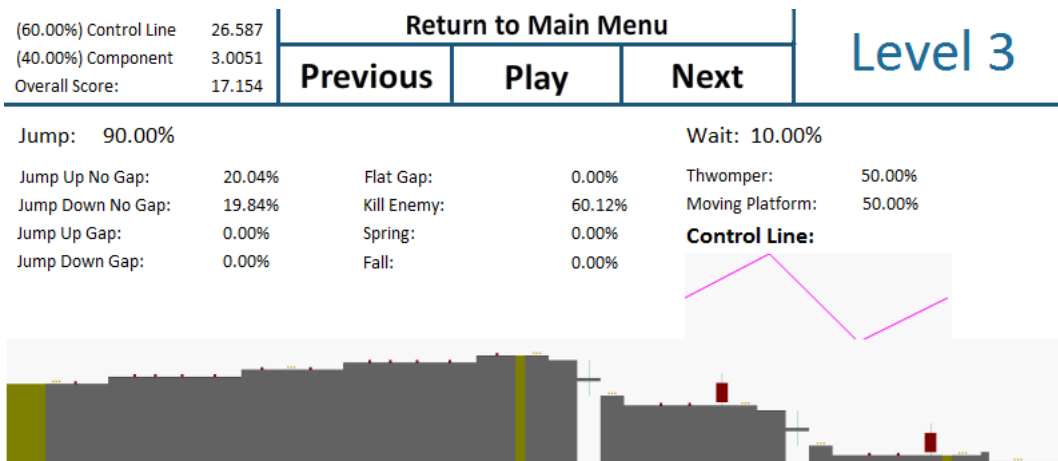 (60.00%) Control Line 26.587
(40.00%) Component 3.0051
Overall Score: 17.154
Return to Main Menu
Previous Play Next
Level 3
Jump: 90.00%
Jump Up No Gap: 20.04% Flat Gap: 0.00%
Jump Down No Gap: 19.84% Kill Enemy: 60.12%
Jump Up Gap: 0.00% Spring: 0.00%
Jump Down Gap: 0.00% Fall: 0.00%
Wait: 10.00%
Thwomper: 50.00%
Moving Platform: 50.00%
Control Line: